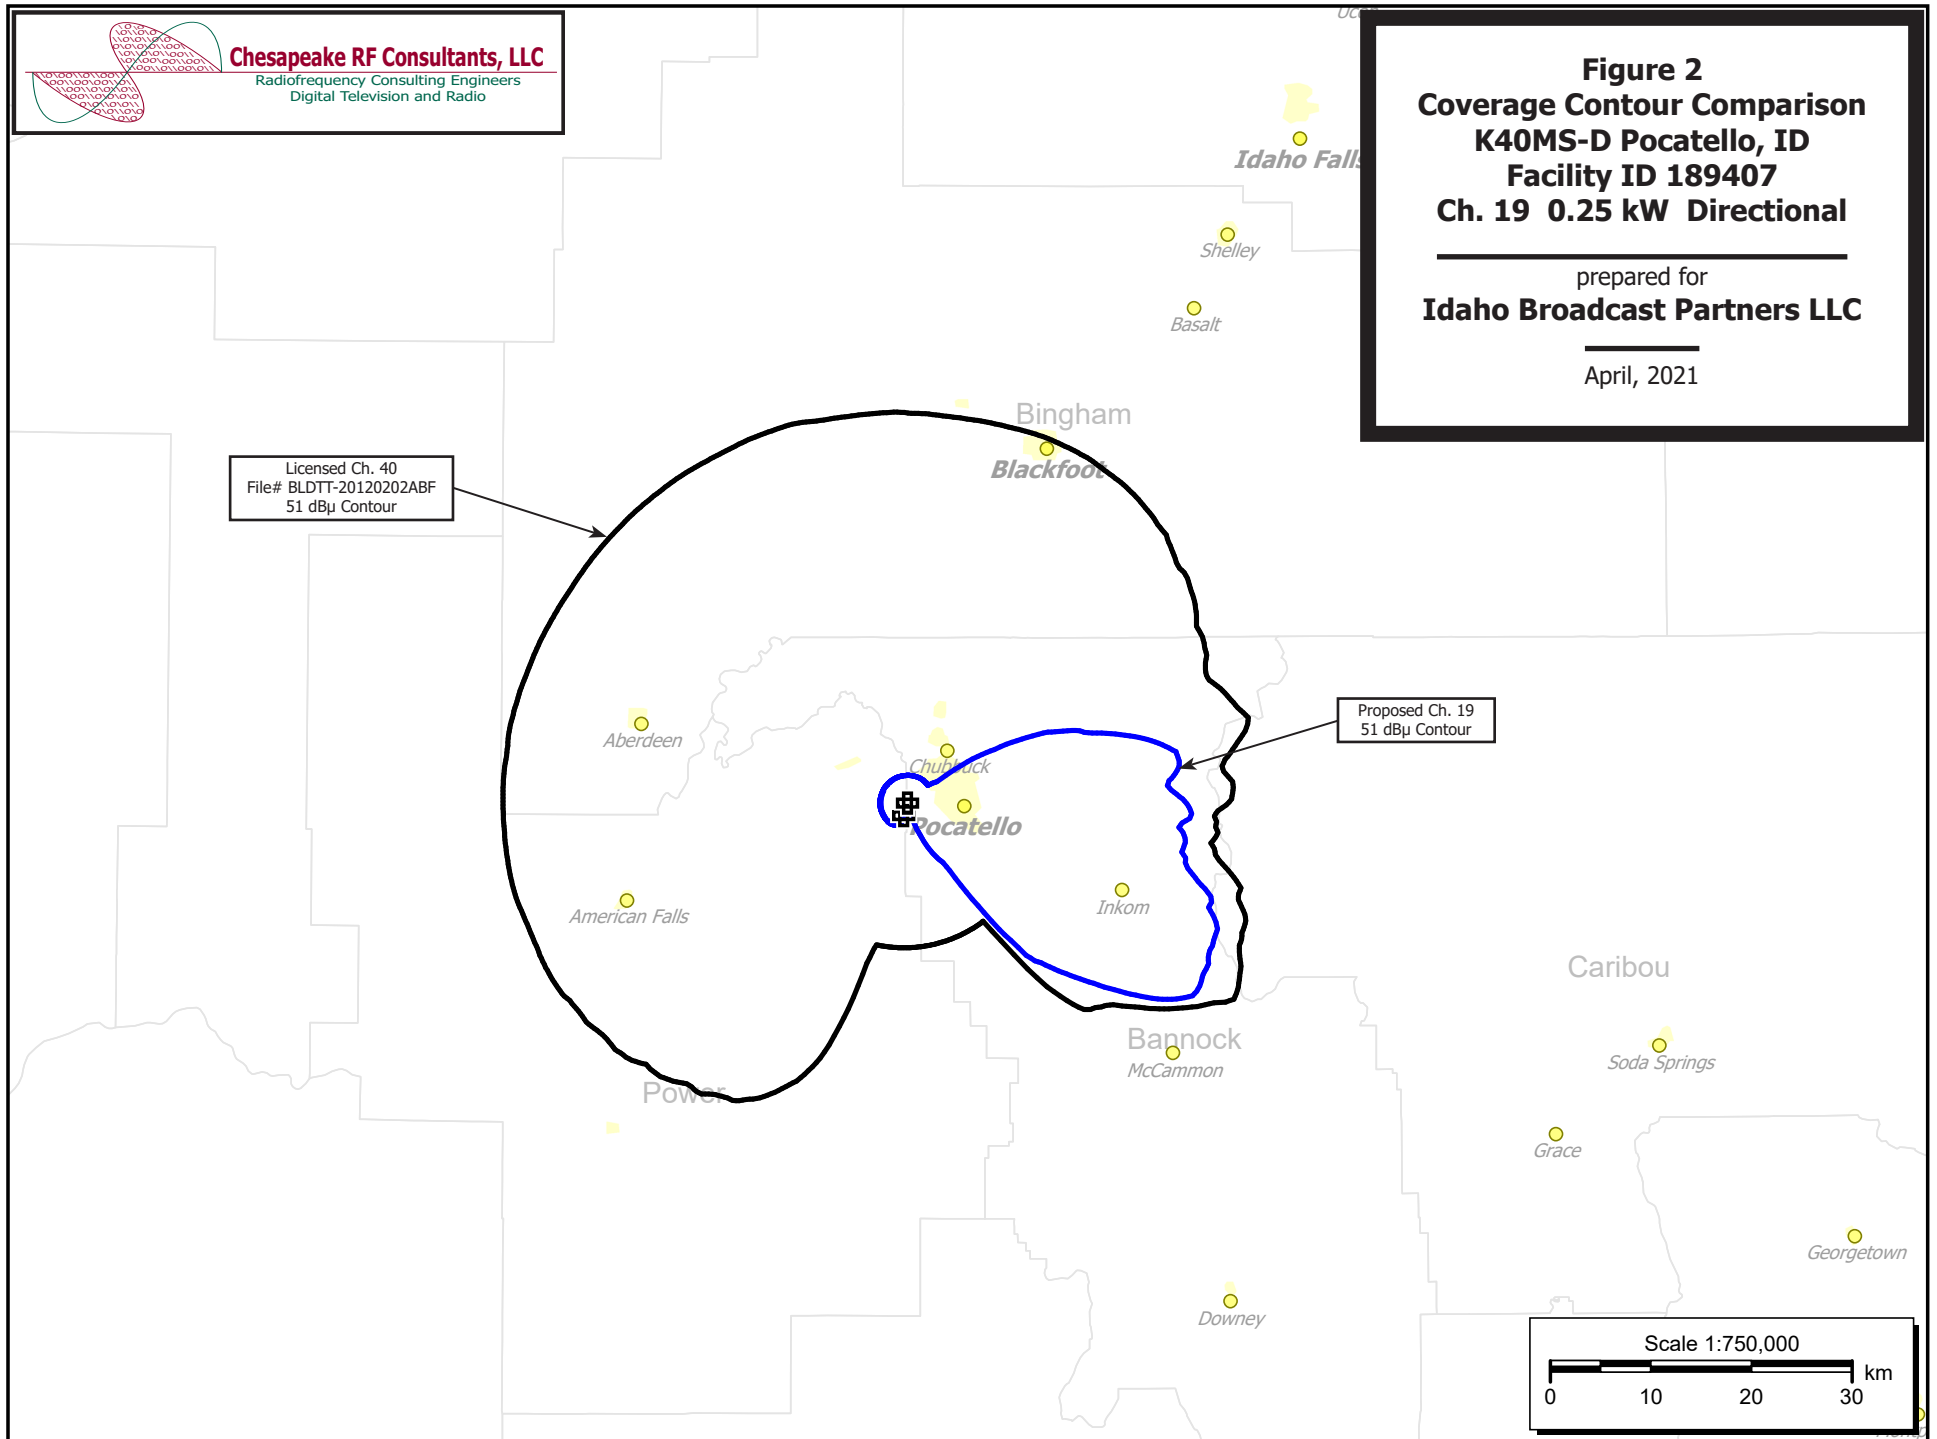 Chesapeake RF Consultants, LLC
Radiofrequency Consulting Engineers
Digital Television and Radio
Figure 2
Coverage Contour Comparison
K40MS-D Pocatello, ID
Facility ID 189407
Ch. 19 0.25 kW Directional
prepared for
Idaho Broadcast Partners LLC
April, 2021
Idaho Falls
Shelley
Basalt
Bingham
Blackfoot
Licensed Ch. 40
File# BLDTT-20120202ABF
51 dBµ Contour
Proposed Ch. 19
51 dBµ Contour
Aberdeen
Chubbuck
Pocatello
American Falls
Inkom
Caribou
Bannock
McCammon
Soda Springs
Power
Grace
Georgetown
Downey
Scale 1:750,000
km
0 10 20 30